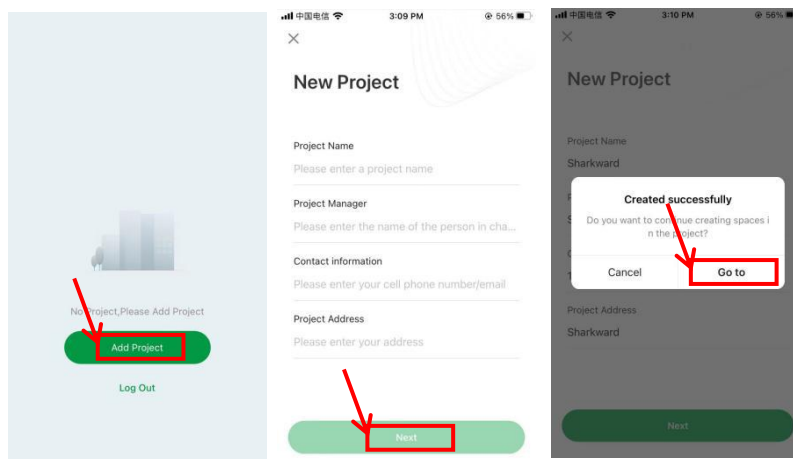 No Project,Please Add Project
Add Project
Log Out
中国电信 3:09 PM 56%
New Project
Project Name
Please enter a project name
Project Manager
Please enter the name of the person in cha...
Contact information
Please enter your cell phone number/email
Project Address
Please enter your address
Next
中国电信 3:10 PM 56%
New Project
Project Name
Sharkward
Created successfully
Do you want to continue creating spaces i
n the project?
Cancel Go to
Project Address
Sharkward
Next